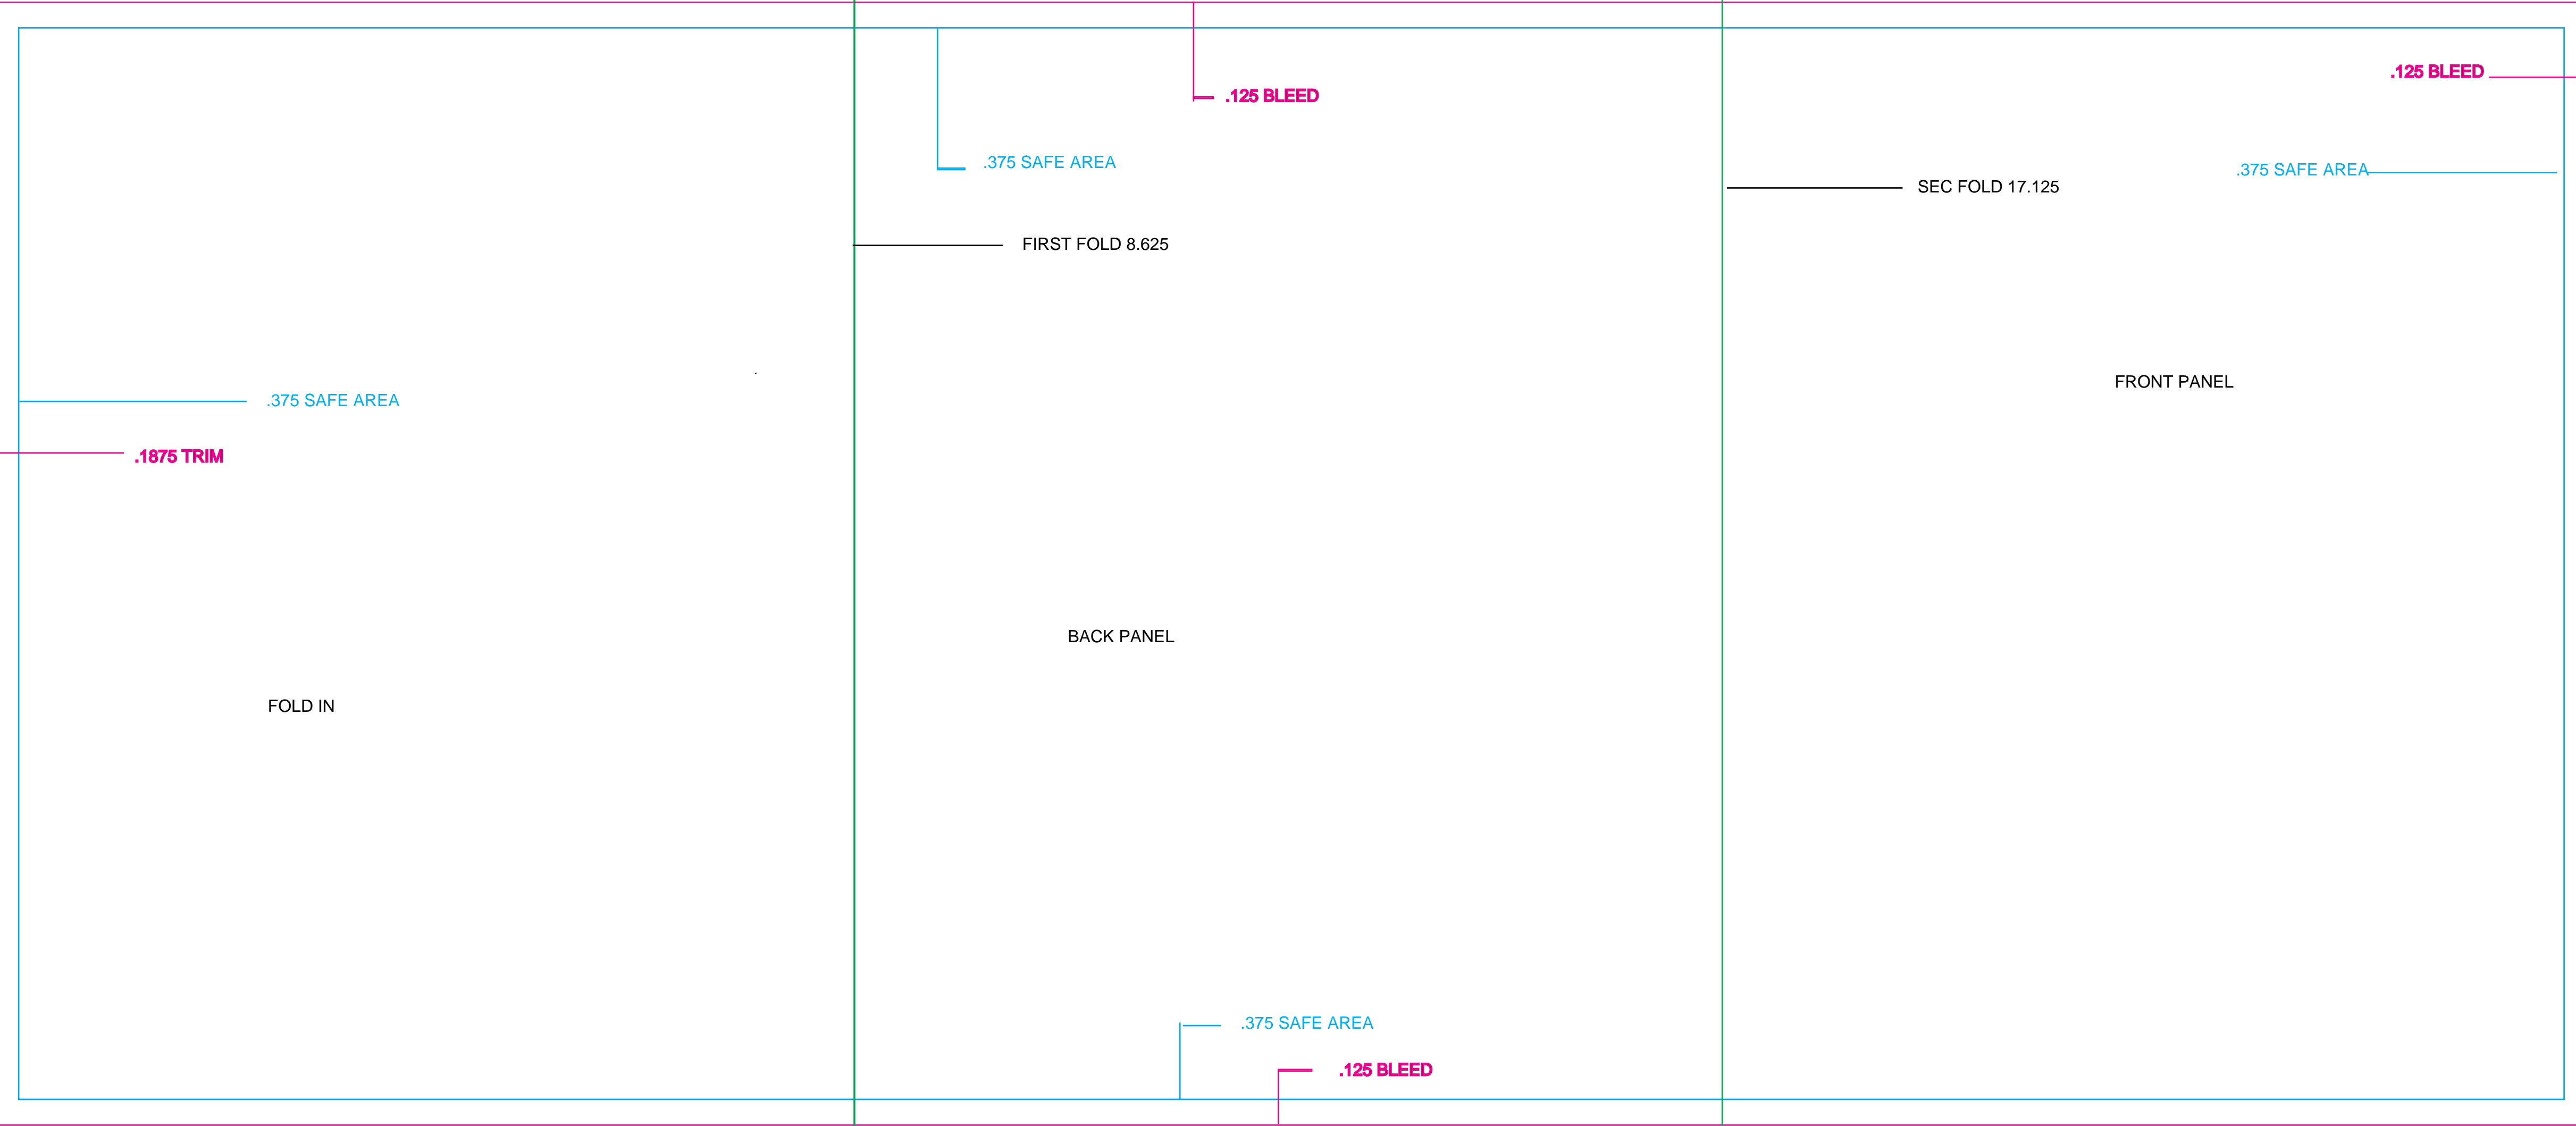 .125 BLEED
.125 BLEED
.375 SAFE AREA
.375 SAFE AREA
SEC FOLD 17.125
FIRST FOLD 8.625
FRONT PANEL
.375 SAFE AREA
.1875 TRIM
BACK PANEL
FOLD IN
.375 SAFE AREA
.125 BLEED